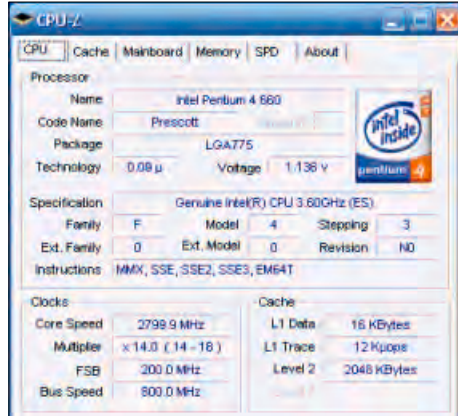 CPU-Z
CPU Cache Mainboard Memory SPD About
Processor
Name Intel Pentium 4 660
Code Name Prescott
Package LGA775
Technology 0.09 µ Voltage 1.136 v
intel inside
pentium 4
Specification Genuine Intel(R) CPU 3.60GHz (ES)
Family F Model 4 Stepping 3
Ext. Family 0 Ext. Model 0 Revision N0
Instructions MMX, SSE, SSE2, SSE3, EM64T
Clocks Cache
Core Speed 2799.9 MHz L1 Data 16 KBytes
Multiplier x 14.0 ( 14 - 18 ) L1 Trace 12 Kµops
FSB 200.0 MHz Level 2 2048 KBytes
Bus Speed 800.0 MHz